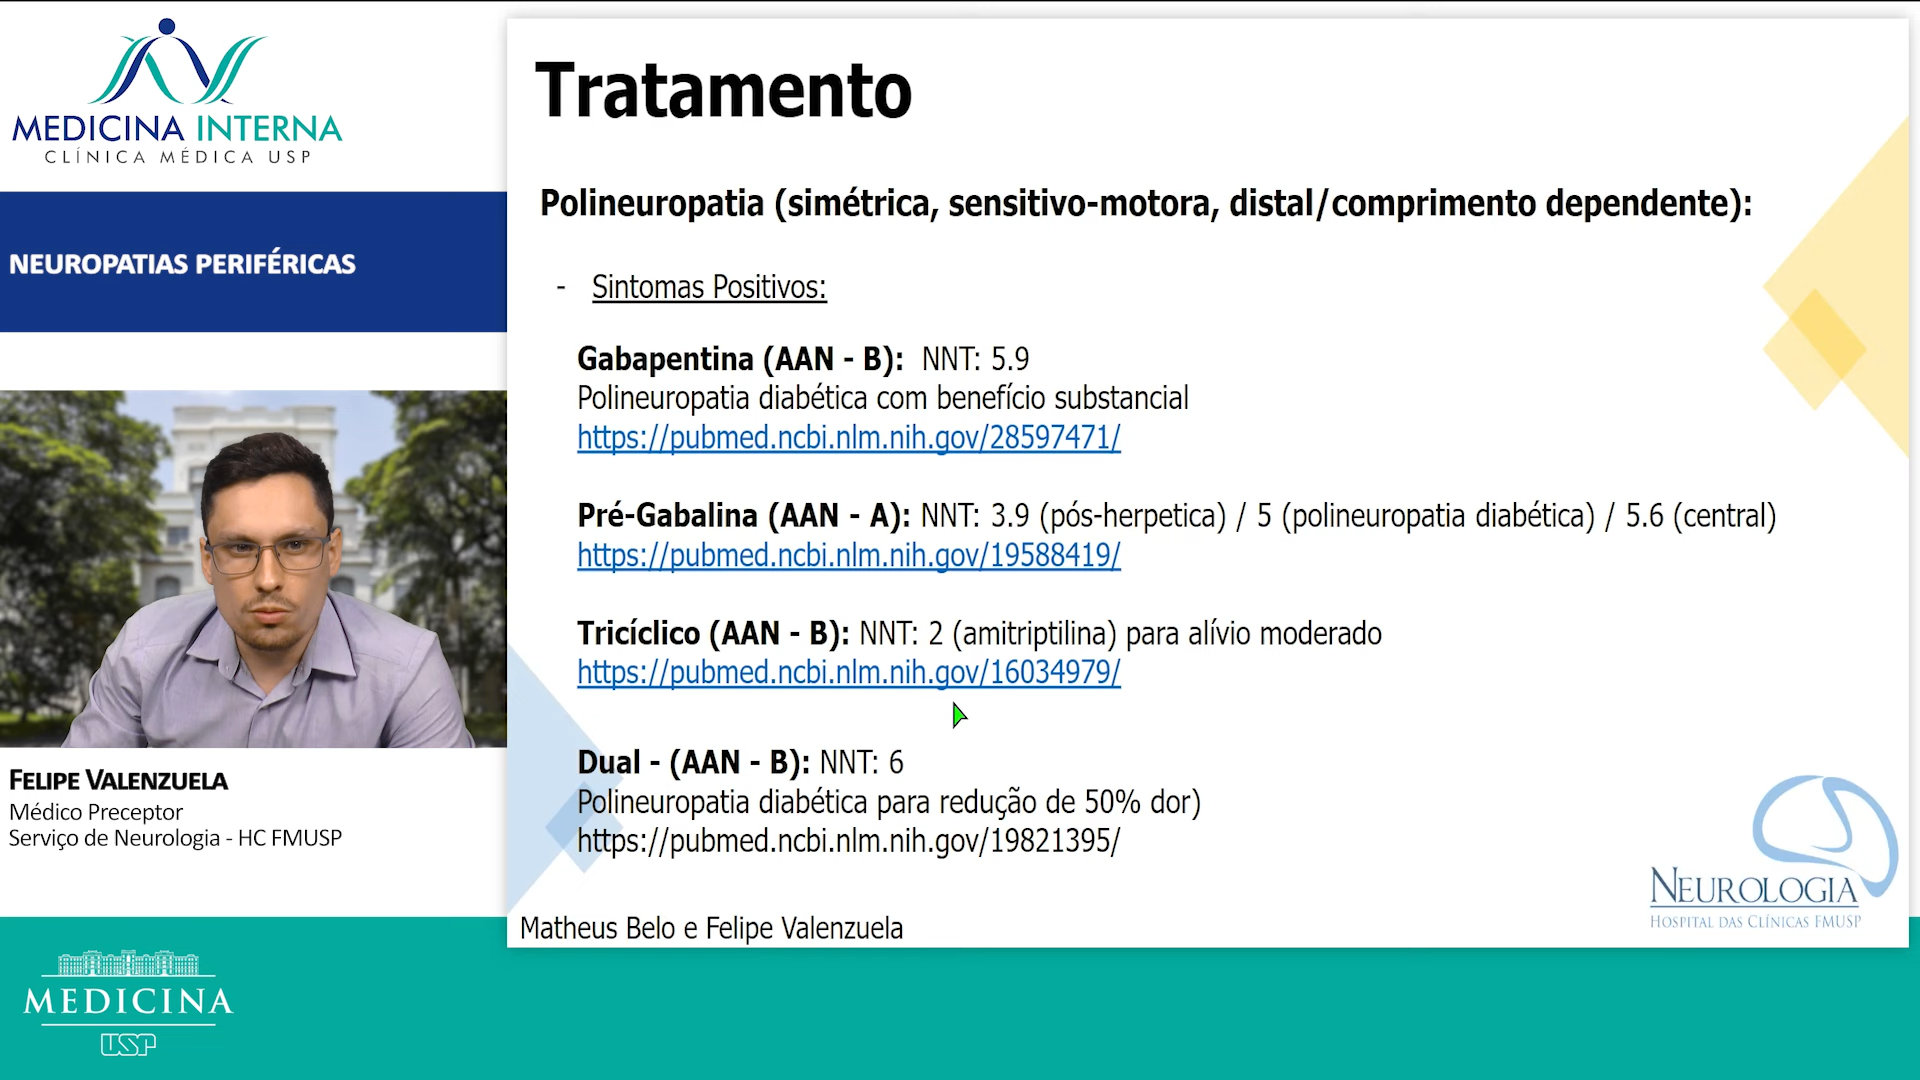 MEDICINA INTERNA
CLÍNICA MÉDICA USP
NEUROPATIAS PERIFÉRICAS
FELIPE VALENZUELA
Médico Preceptor
Serviço de Neurologia - HC FMUSP
MEDICINA
USP
Tratamento
Polineuropatia (simétrica, sensitivo-motora, distal/comprimento dependente):
- Sintomas Positivos:
Gabapentina (AAN - B): NNT: 5.9
Polineuropatia diabética com benefício substancial
https://pubmed.ncbi.nlm.nih.gov/28597471/
Pré-Gabalina (AAN - A): NNT: 3.9 (pós-herpetica) / 5 (polineuropatia diabética) / 5.6 (central)
https://pubmed.ncbi.nlm.nih.gov/19588419/
Tricíclico (AAN - B): NNT: 2 (amitriptilina) para alívio moderado
https://pubmed.ncbi.nlm.nih.gov/16034979/
Dual - (AAN - B): NNT: 6
Polineuropatia diabética para redução de 50% dor)
https://pubmed.ncbi.nlm.nih.gov/19821395/
Matheus Belo e Felipe Valenzuela
NEUROLOGIA
HOSPITAL DAS CLÍNICAS FMUSP